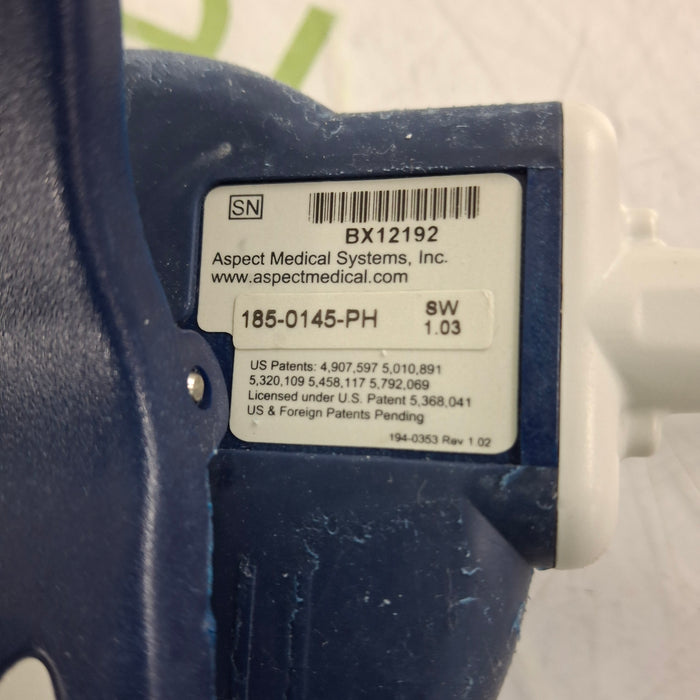 SN
BX12192
Aspect Medical Systems, Inc.
www.aspectmedical.com
185-0145-PH SW 1.03
US Patents: 4,907,597 5,010,891
5,320,109 5,458,117 5,792,069
Licensed under U.S. Patent 5,368,041
US & Foreign Patents Pending
194-0353 Rev 1.02